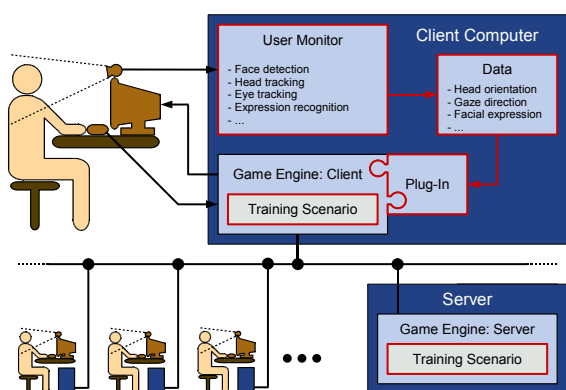 Client Computer
User Monitor
- Face detection
- Head tracking
- Eye tracking
- Expression recognition
- ...
Data
- Head orientation
- Gaze direction
- Facial expression
- ...
Game Engine: Client
Training Scenario
Plug-In
Server
Game Engine: Server
Training Scenario